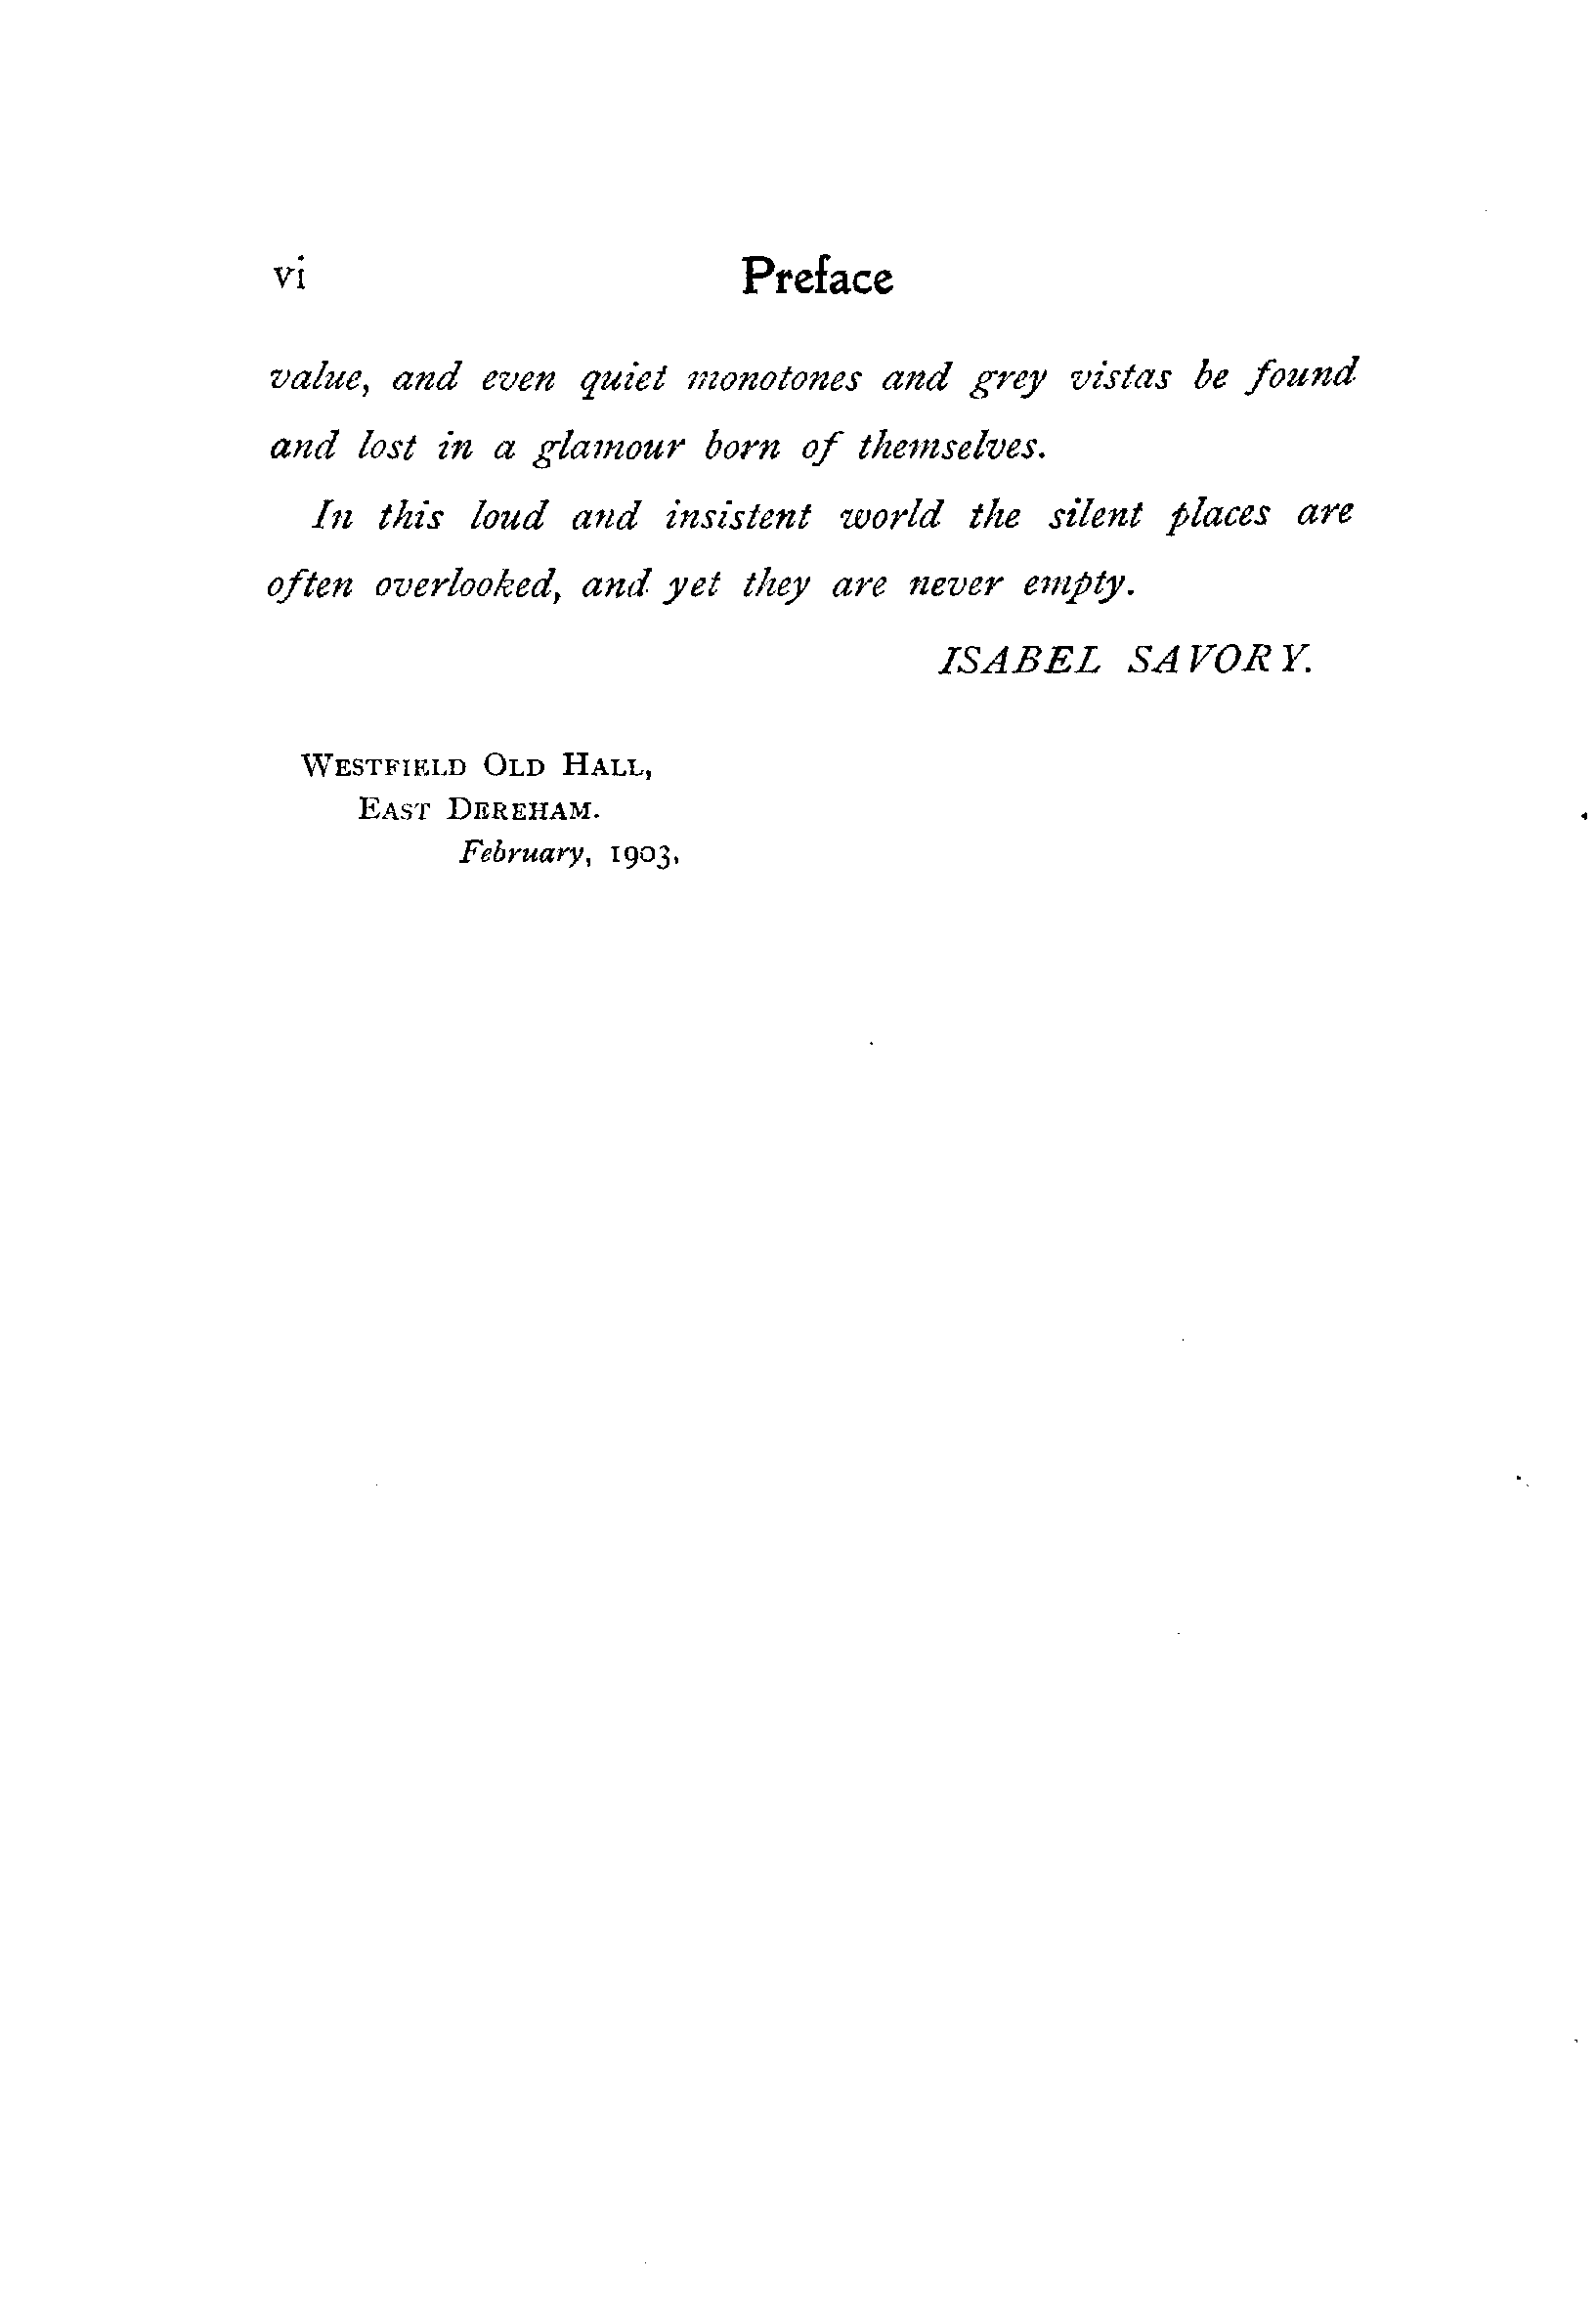 vi Preface
value, and even quiet monotones and grey vistas be found
and lost in a glamour born of themselves.
In this loud and insistent world the silent places are
often overlooked, and yet they are never empty.
ISABEL SAVORY.
WESTFIELD OLD HALL,
EAST DEREHAM.
February, 1903.